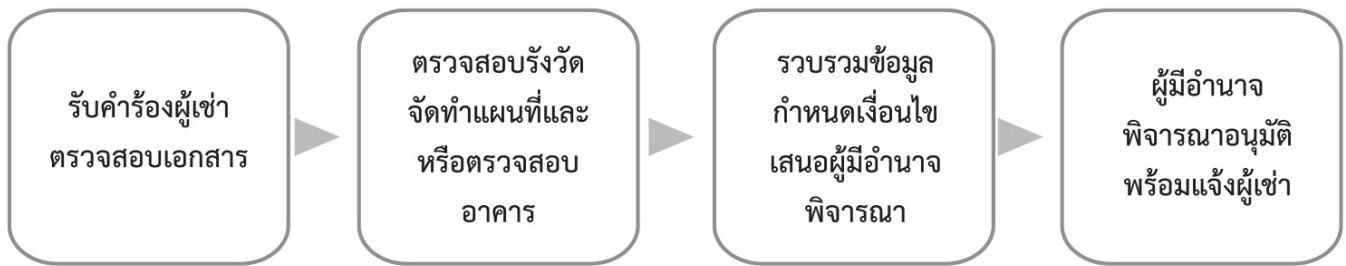 รับคำร้องผู้เช่า
ตรวจสอบเอกสาร
ตรวจสอบรังวัด
จัดทำแผนที่และ
หรือตรวจสอบ
อาคาร
รวบรวมข้อมูล
กำหนดเงื่อนไข
เสนอผู้มีอำนาจ
พิจารณา
ผู้มีอำนาจ
พิจารณาอนุมัติ
พร้อมแจ้งผู้เช่า